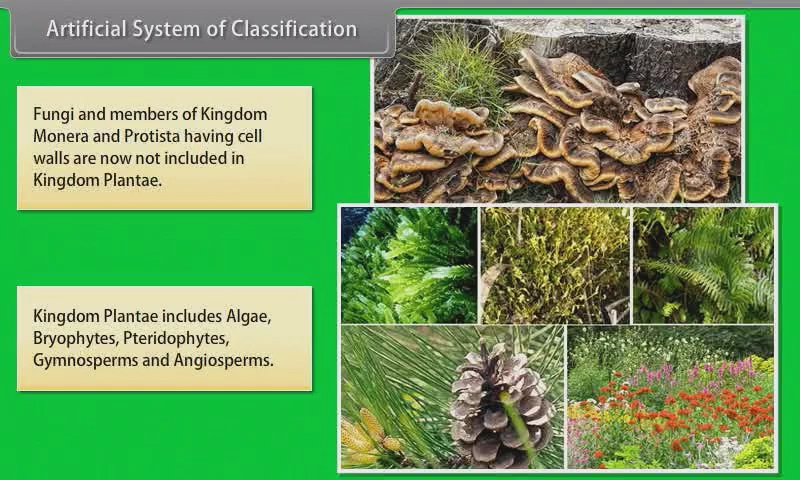 Artificial System of Classification
Fungi and members of Kingdom
Monera and Protista having cell
walls are now not included in
Kingdom Plantae.
Kingdom Plantae includes Algae,
Bryophytes, Pteridophytes,
Gymnosperms and Angiosperms.